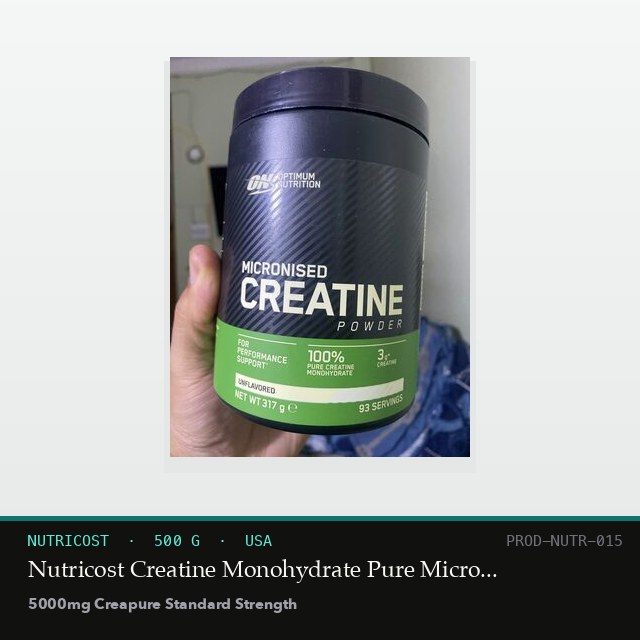 ON OPTIMUM
NUTRITION
MICRONISED
CREATINE
POWDER
FOR
PERFORMANCE
SUPPORT
100%
PURE CREATINE
MONOHYDRATE
3g*
CREATINE
UNFLAVORED
NET WT 317 g ℮
93 SERVINGS
NUTRICOST · 500 G · USA
PROD–NUTR–015
Nutricost Creatine Monohydrate Pure Micro...
5000mg Creapure Standard Strength